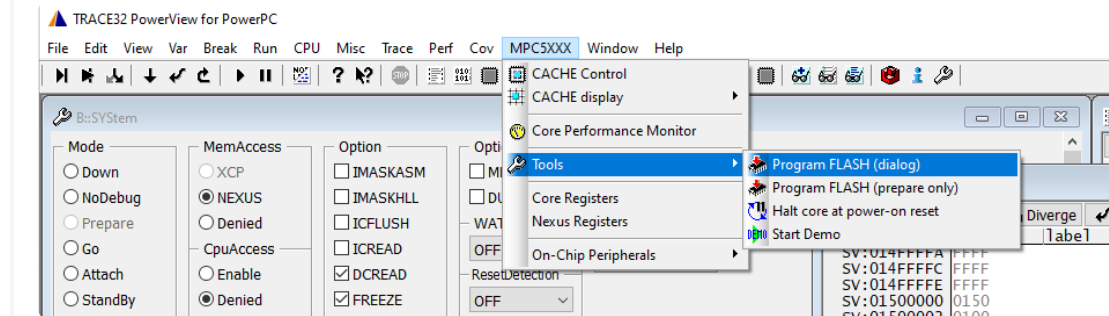 TRACE32 PowerView for PowerPC
File Edit View Var Break Run CPU Misc Trace Perf Cov MPC5XXX Window Help
CACHE Control
CACHE display
Core Performance Monitor
Tools
Core Registers
Nexus Registers
On-Chip Peripherals
Program FLASH (dialog)
Program FLASH (prepare only)
Halt core at power-on reset
Start Demo
B::SYStem
Mode
Down
NoDebug
Prepare
Go
Attach
StandBy
MemAccess
XCP
NEXUS
Denied
CpuAccess
Enable
Denied
Option
IMASKASM
IMASKHLL
ICFLUSH
ICREAD
DCREAD
FREEZE
OFF
ResetDetection
OFF
Diverge
label
SV:014FFFFA FFFF
SV:014FFFFC FFFF
SV:014FFFFE FFFF
SV:01500000 0150